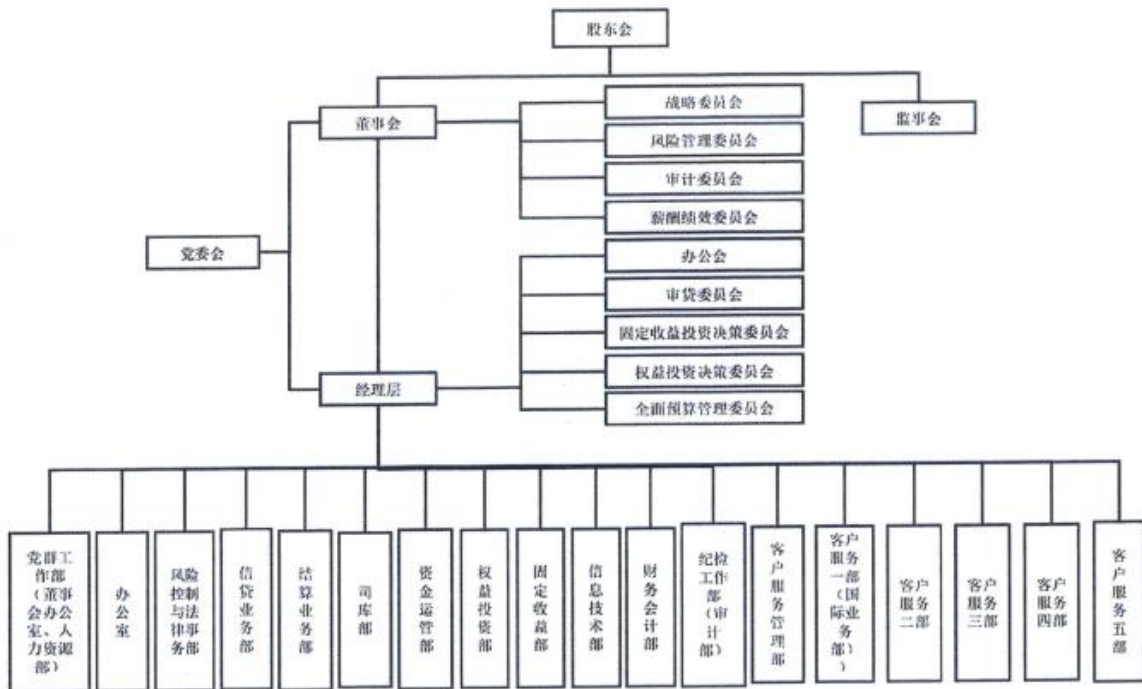 股东会
董事会
监事会
战略委员会
风险管理委员会
审计委员会
薪酬绩效委员会
党委会
办公会
审贷委员会
固定收益投资决策委员会
权益投资决策委员会
全面预算管理委员会
经理层
党群工
作部
(董事
会办公
室、人
力资源
部)
办公室
风险
控制
与法
律事
务部
信贷业务部
结算业务部
司库部
资金运管部
权益投资部
固定收益部
信息技术部
财务会计部
纪检
工作
部(审
计
部)
客户服务管理部
客户
服务
一部
(国
际业
务
部))
客户
服务
二部
客户
服务
三部
客户
服务
四部
客户服务五部